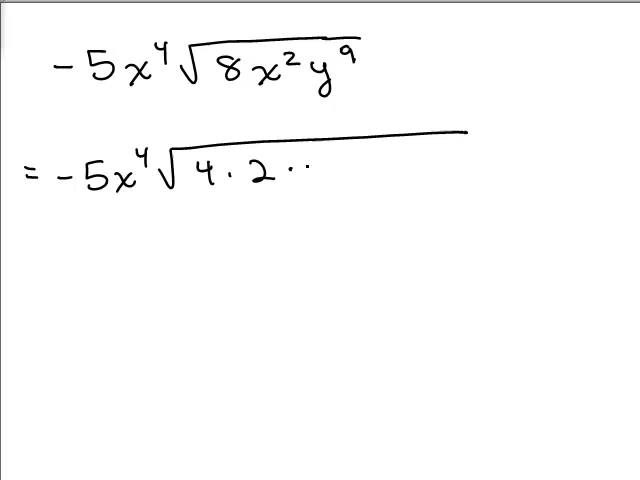 -5x⁴√(8x²y⁹)
= -5x⁴√(4 · 2 ··